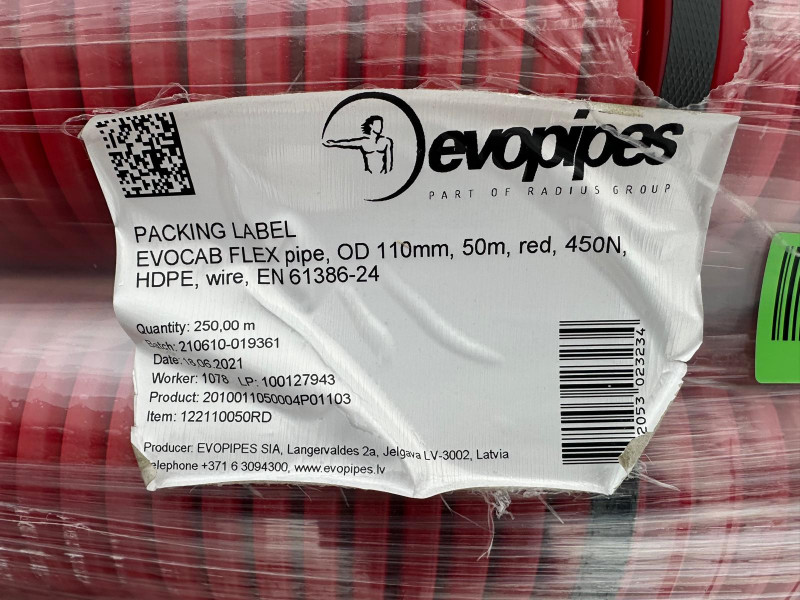 evopipes
PART OF RADIUS GROUP
PACKING LABEL
EVOCAB FLEX pipe, OD 110mm, 50m, red, 450N,
HDPE, wire, EN 61386-24
Quantity: 250,00 m
Batch: 210610-019361
Date: 18.06.2021
Worker: 1078 LP: 100127943
Product: 2010011050004P01103
Item: 122110050RD
Producer: EVOPIPES SIA, Langervaldes 2a, Jelgava LV-3002, Latvia
elephone +371 6 3094300, www.evopipes.lv
2053 023234